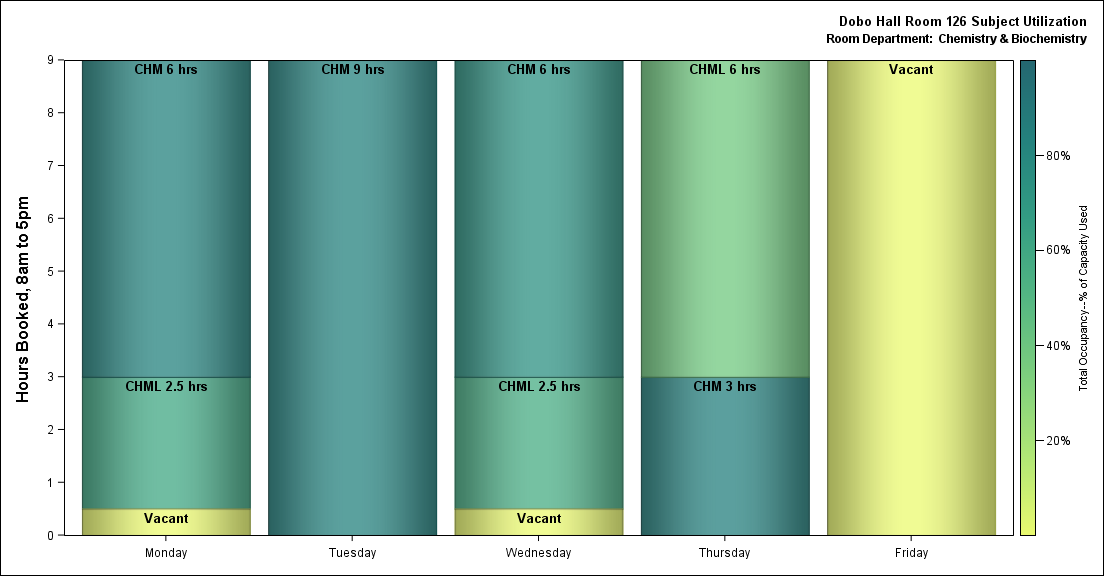 Dobo Hall Room 126 Subject Utilization
Room Department: Chemistry & Biochemistry
Hours Booked, 8am to 5pm
9
8
7
6
5
4
3
2
1
0
CHM 6 hrs
CHML 2.5 hrs
Vacant
CHM 9 hrs
CHM 6 hrs
CHML 2.5 hrs
Vacant
CHML 6 hrs
CHM 3 hrs
Vacant
Monday
Tuesday
Wednesday
Thursday
Friday
80%
60%
40%
20%
Total Occupancy--% of Capacity Used